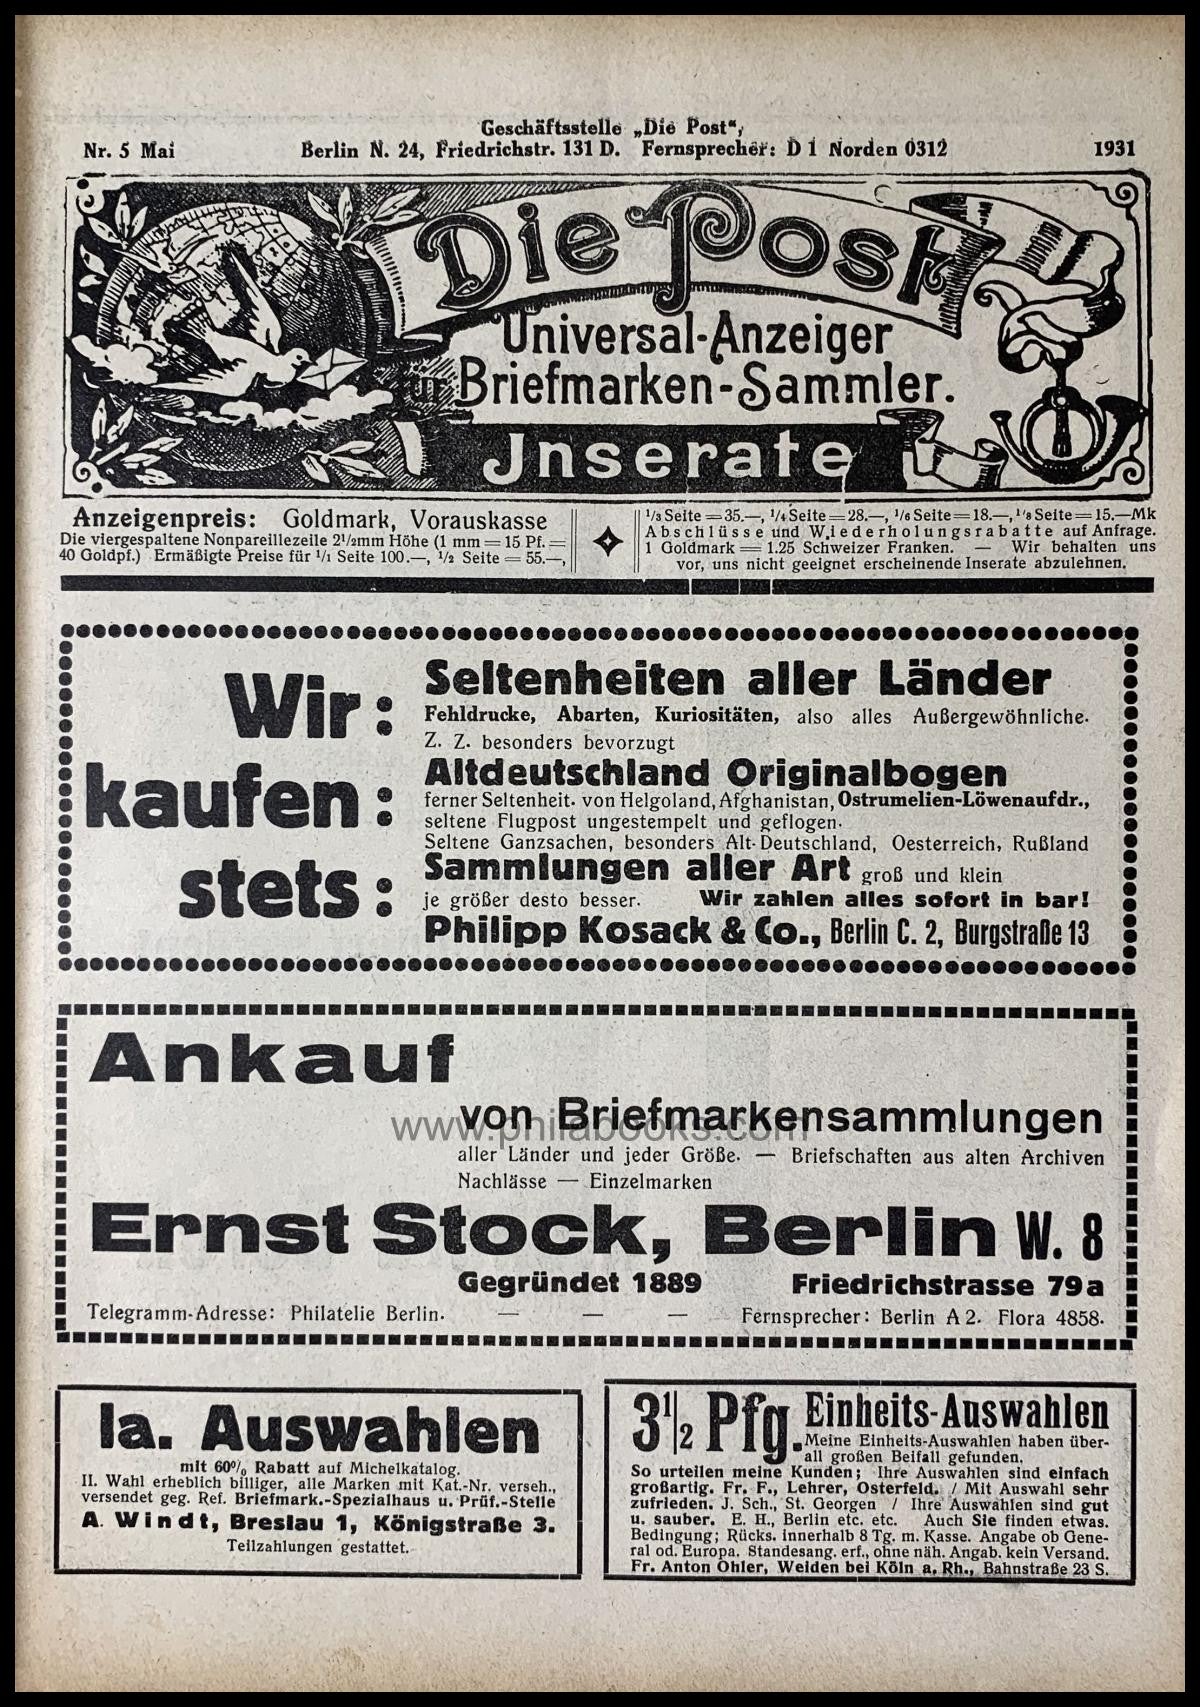 Geschäftsstelle „Die Post“,
Nr. 5 Mai Berlin N. 24, Friedrichstr. 131 D. Fernsprecher: D 1 Norden 0312 1931
Die Post
Universal-Anzeiger
Briefmarken-Sammler.
Inserate
Anzeigenpreis: Goldmark, Vorauskasse
Die viergespaltene Nonpareillezeile 2½mm Höhe (1 mm = 15 Pf. =
40 Goldpf.) Ermäßigte Preise für 1/1 Seite 100.—, ½ Seite = 55.—,
⅓ Seite = 35.—, ¼ Seite = 28.—, 1/6 Seite = 18.—, ⅛ Seite = 15.—Mk
Abschlüsse und Wiederholungsrabatte auf Anfrage.
1 Goldmark = 1.25 Schweizer Franken. — Wir behalten uns
vor, uns nicht geeignet erscheinende Inserate abzulehnen.
Wir:
kaufen:
stets:
Seltenheiten aller Länder
Fehldrucke, Abarten, Kuriositäten, also alles Außergewöhnliche.
Z. Z. besonders bevorzugt
Altdeutschland Originalbogen
ferner Seltenheit. von Helgoland, Afghanistan, Ostrumelien-Löwenaufdr.,
seltene Flugpost ungestempelt und geflogen.
Seltene Ganzsachen, besonders Alt-Deutschland, Oesterreich, Rußland
Sammlungen aller Art groß und klein
je größer desto besser. Wir zahlen alles sofort in bar!
Philipp Kosack & Co., Berlin C. 2, Burgstraße 13
Ankauf
von Briefmarkensammlungen
www.philabooks.com
aller Länder und jeder Größe. — Briefschaften aus alten Archiven
Nachlässe — Einzelmarken
Ernst Stock, Berlin W. 8
Gegründet 1889 Friedrichstrasse 79a
Telegramm-Adresse: Philatelie Berlin. — — — Fernsprecher: Berlin A 2. Flora 4858.
Ia. Auswahlen
mit 60% Rabatt auf Michelkatalog.
II. Wahl erheblich billiger, alle Marken mit Kat.-Nr. verseh.,
versendet geg. Ref. Briefmark.-Spezialhaus u. Prüf.-Stelle
A. Windt, Breslau 1, Königstraße 3.
Teilzahlungen gestattet.
3½ Pfg. Einheits-Auswahlen
Meine Einheits-Auswahlen haben über-
all großen Beifall gefunden.
So urteilen meine Kunden; Ihre Auswahlen sind einfach
großartig. Fr. F., Lehrer, Osterfeld. / Mit Auswahl sehr
zufrieden. J. Sch., St. Georgen / Ihre Auswahlen sind gut
u. sauber. E. H., Berlin etc. etc. Auch Sie finden etwas.
Bedingung; Rücks. innerhalb 8 Tg. m. Kasse. Angabe ob Gene-
ral od. Europa. Standesang. erf., ohne näh. Angab. kein Versand.
Fr. Anton Ohler, Weiden bei Köln a. Rh., Bahnstraße 23 S.